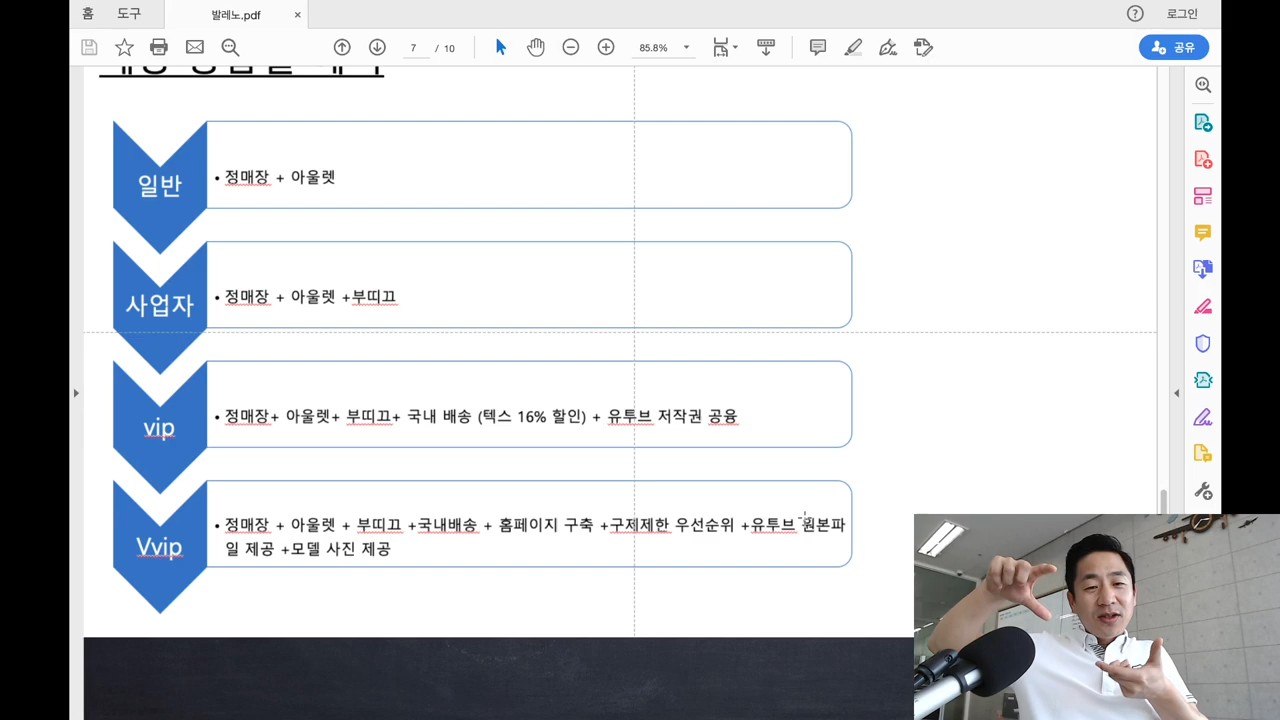 홈
도구
발레노.pdf
×
로그인
7 / 10
85.8%
공유
일반
• 정매장 + 아울렛
사업자
• 정매장 + 아울렛 +부띠끄
vip
• 정매장+ 아울렛+ 부띠끄+ 국내 배송 (텍스 16% 할인) + 유투브 저작권 공융
Vvip
• 정매장 + 아울렛 + 부띠끄 +국내배송 + 홈페이지 구축 +구제제한 우선순위 +유투브 원본파
일 제공 +모델 사진 제공